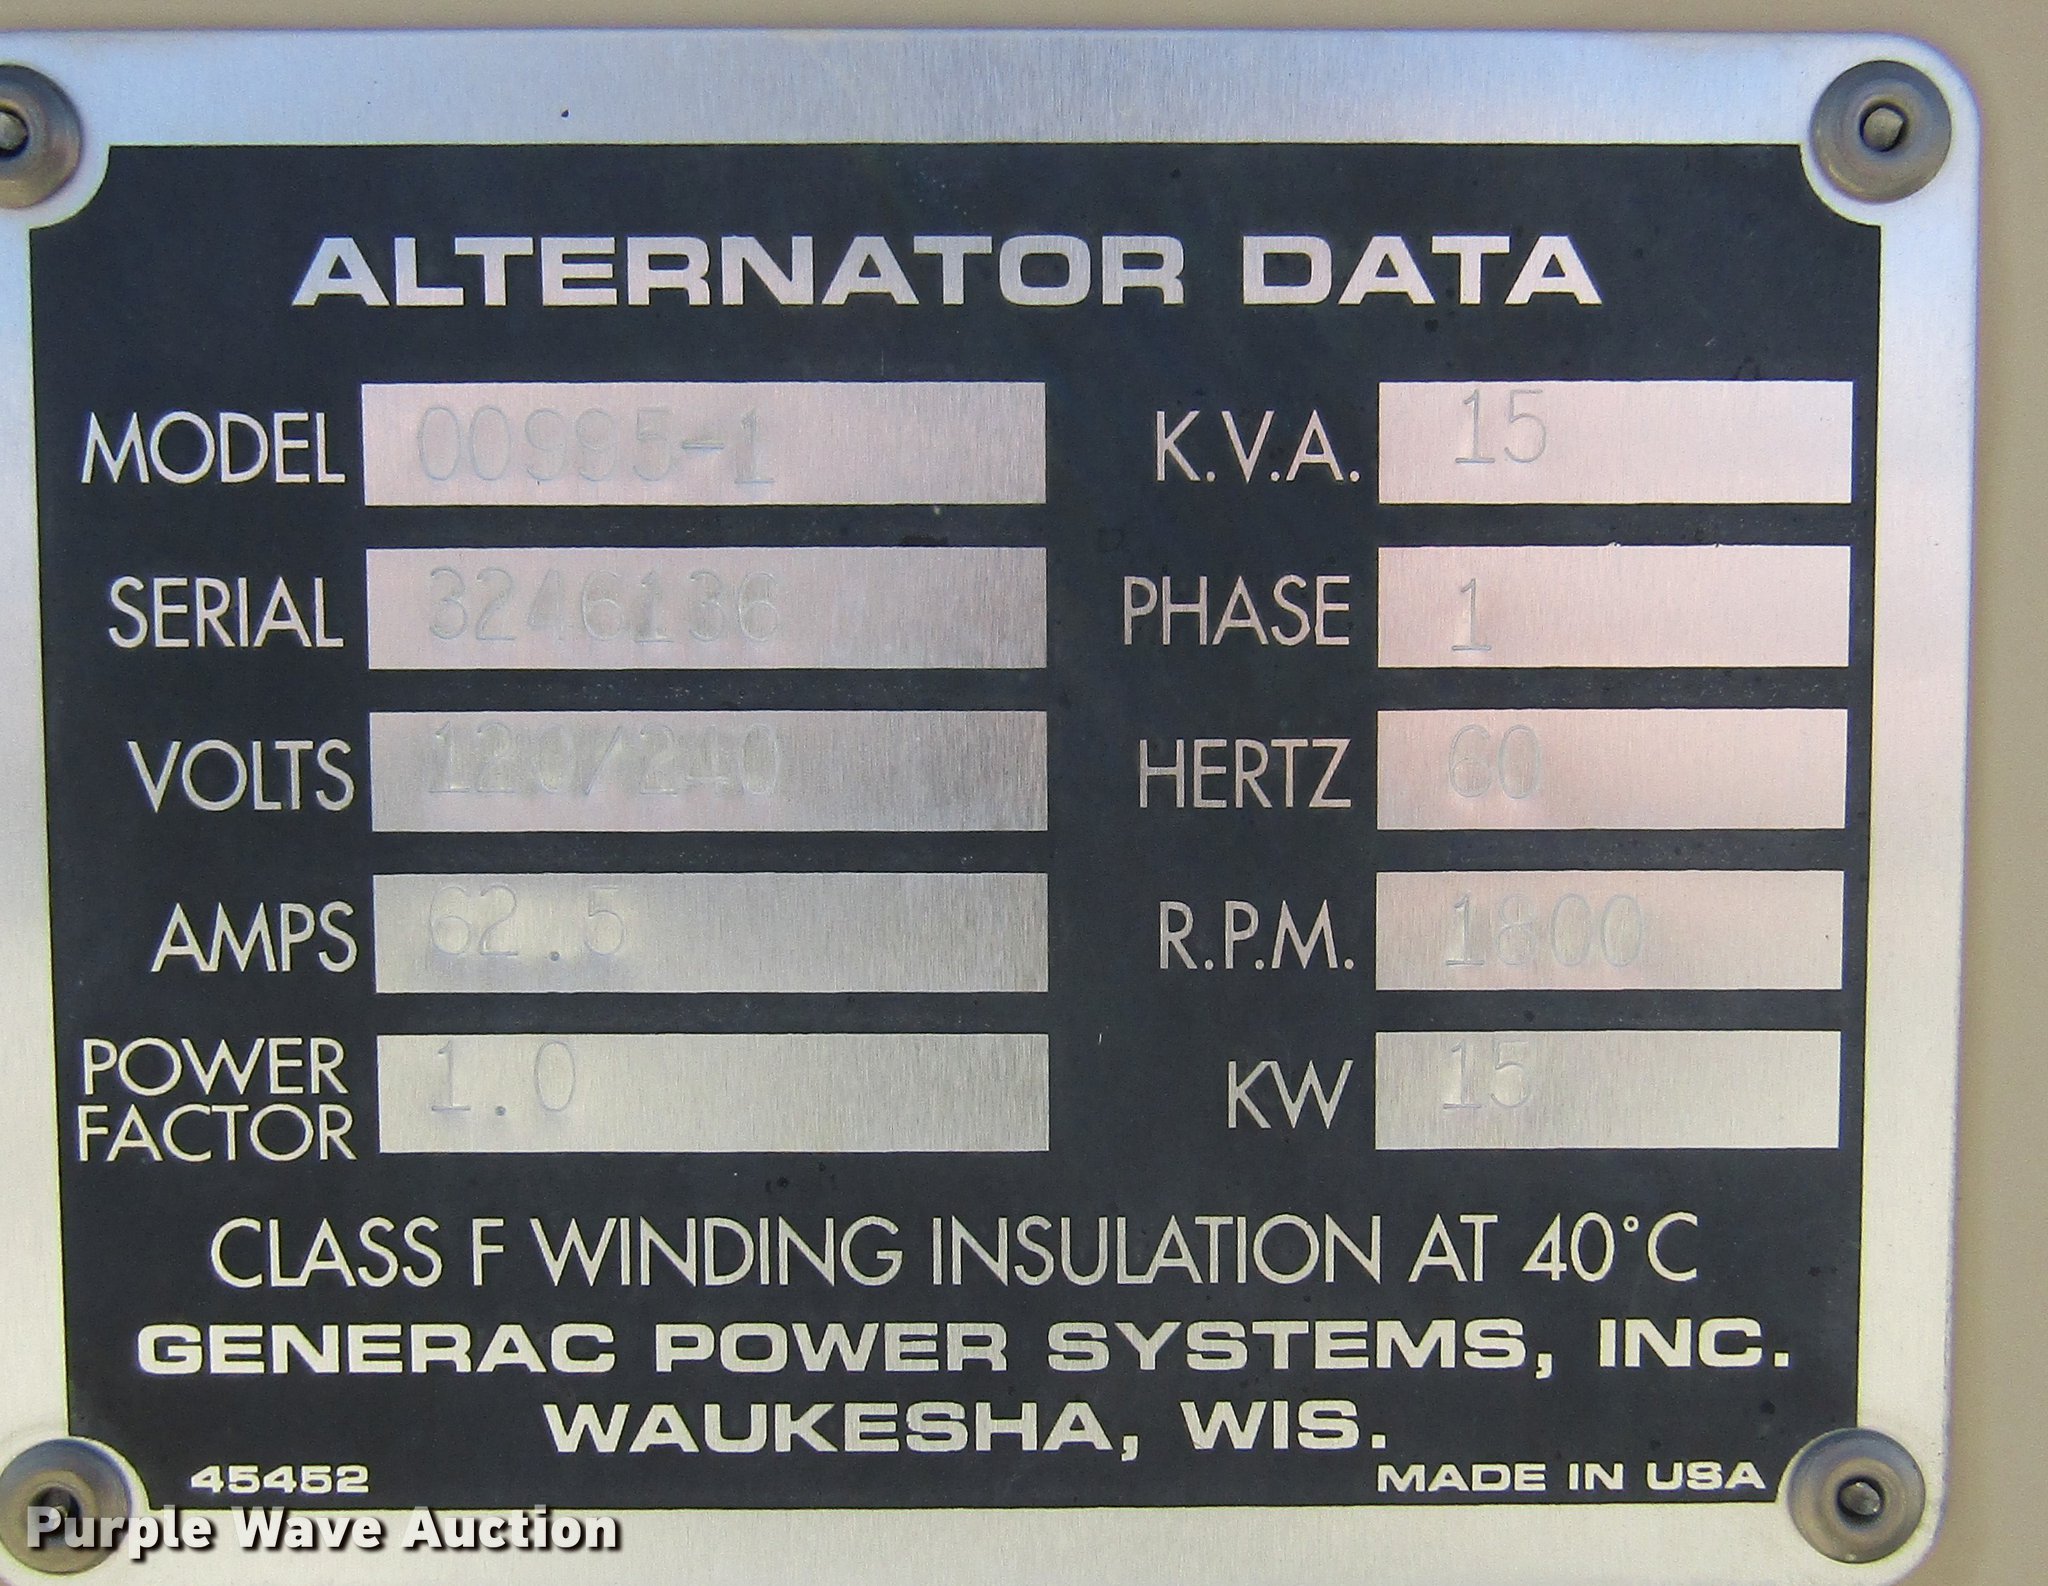 ALTERNATOR DATA
MODEL 00995-1 K.V.A. 15
SERIAL 3246136 PHASE 1
VOLTS 120/240 HERTZ 60
AMPS 62.5 R.P.M. 1800
POWER FACTOR 1.0 KW 15
CLASS F WINDING INSULATION AT 40°C
GENERAC POWER SYSTEMS, INC.
WAUKESHA, WIS.
45452 MADE IN USA
Purple Wave Auction